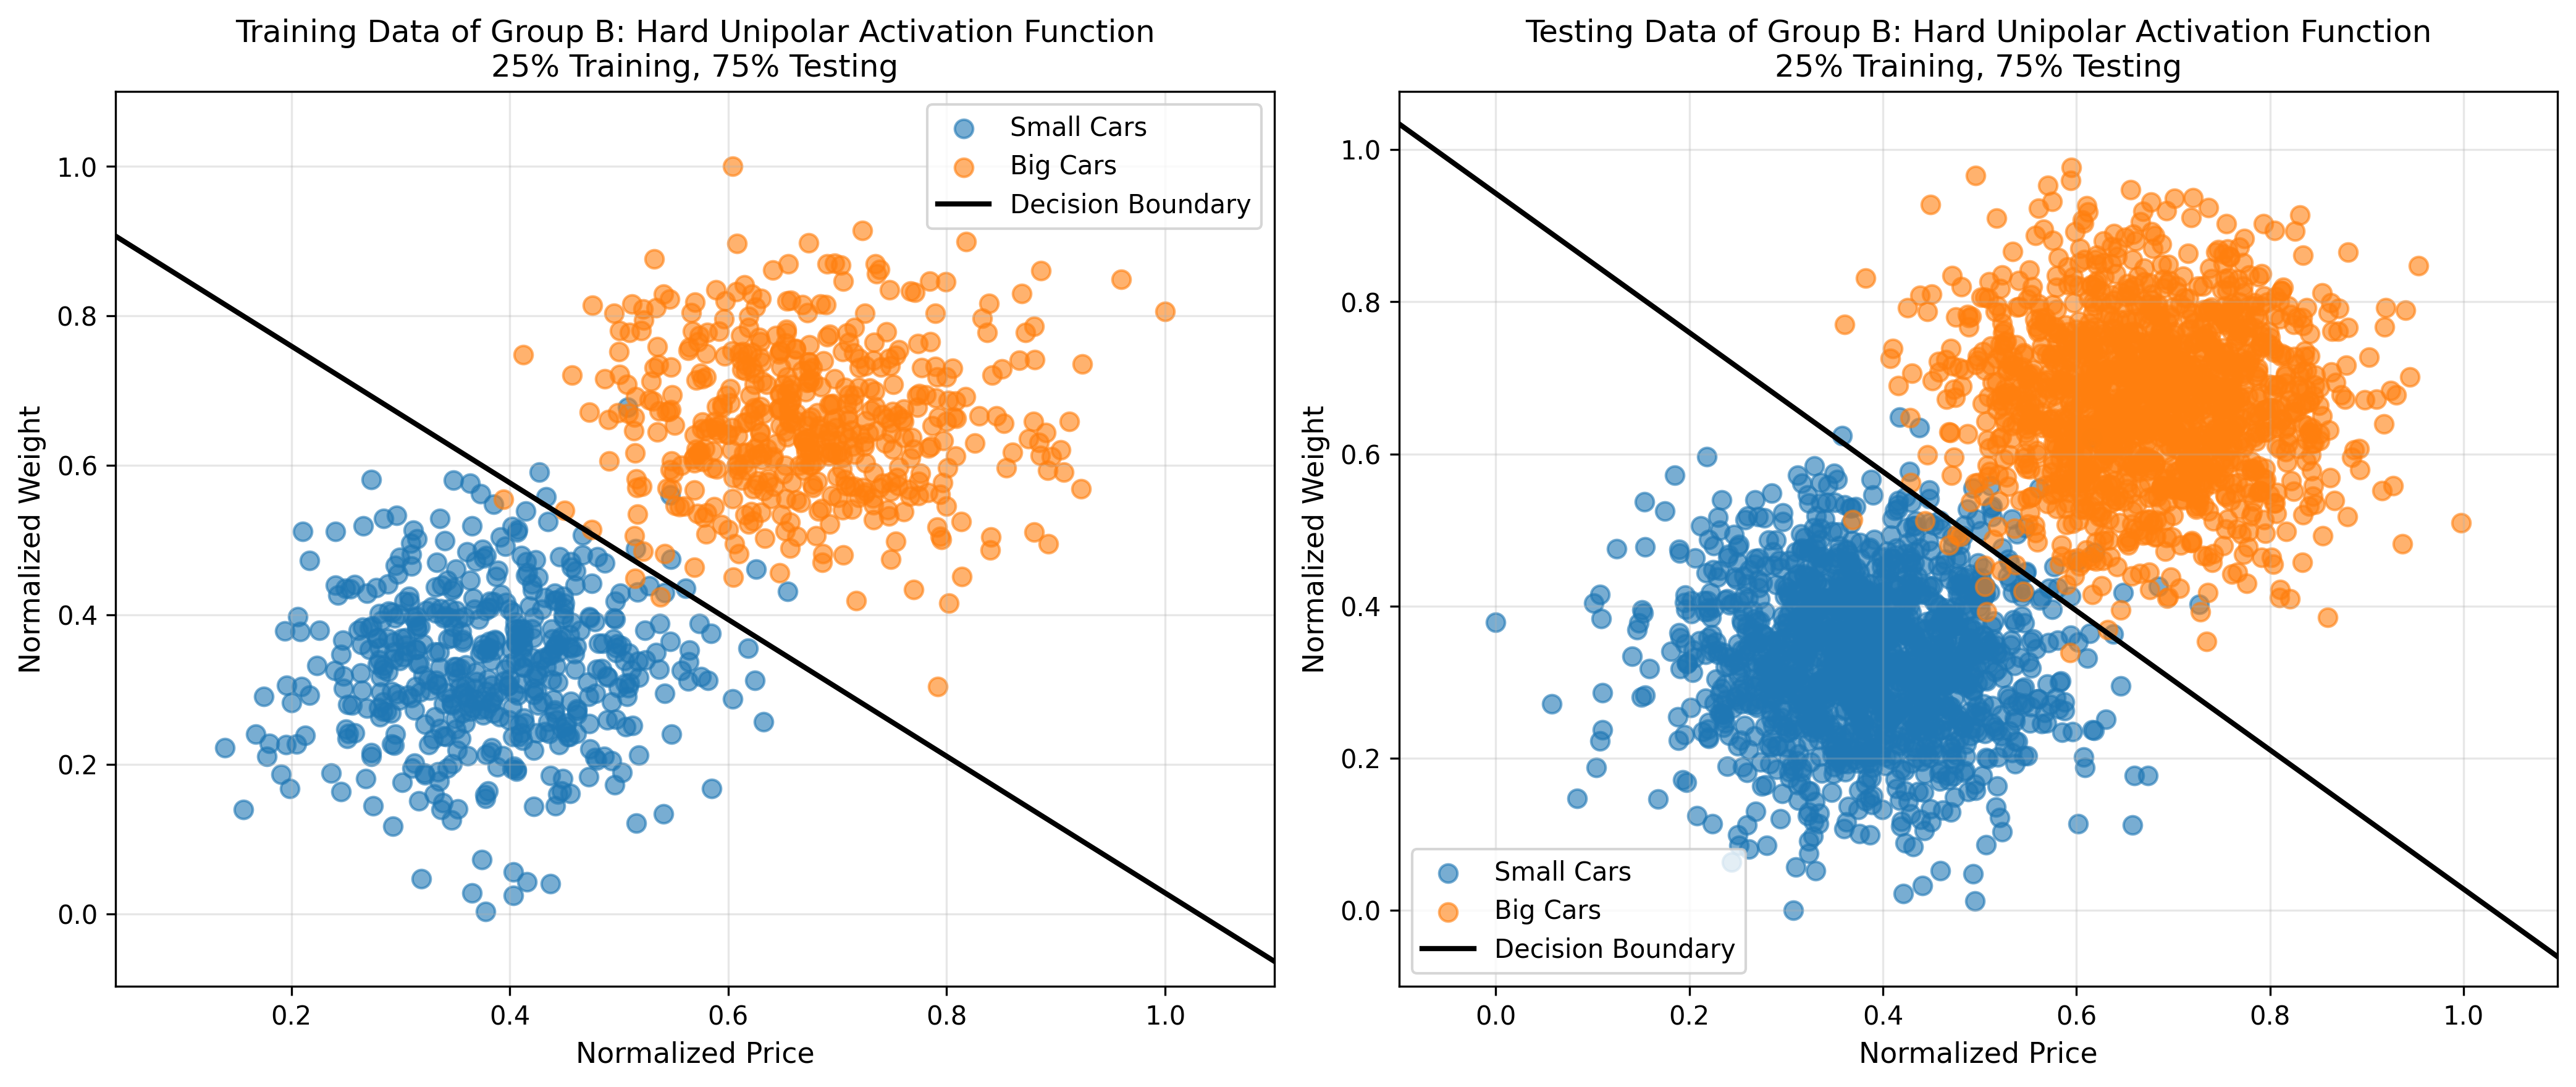 Training Data of Group B: Hard Unipolar Activation Function
25% Training, 75% Testing
Small Cars
Big Cars
Decision Boundary
1.0
0.8
0.6
0.4
0.2
0.0
Normalized Weight
0.2
0.4
0.6
0.8
1.0
Normalized Price
Testing Data of Group B: Hard Unipolar Activation Function
25% Training, 75% Testing
1.0
0.8
0.6
0.4
0.2
0.0
Normalized Weight
Small Cars
Big Cars
Decision Boundary
0.0
0.2
0.4
0.6
0.8
1.0
Normalized Price